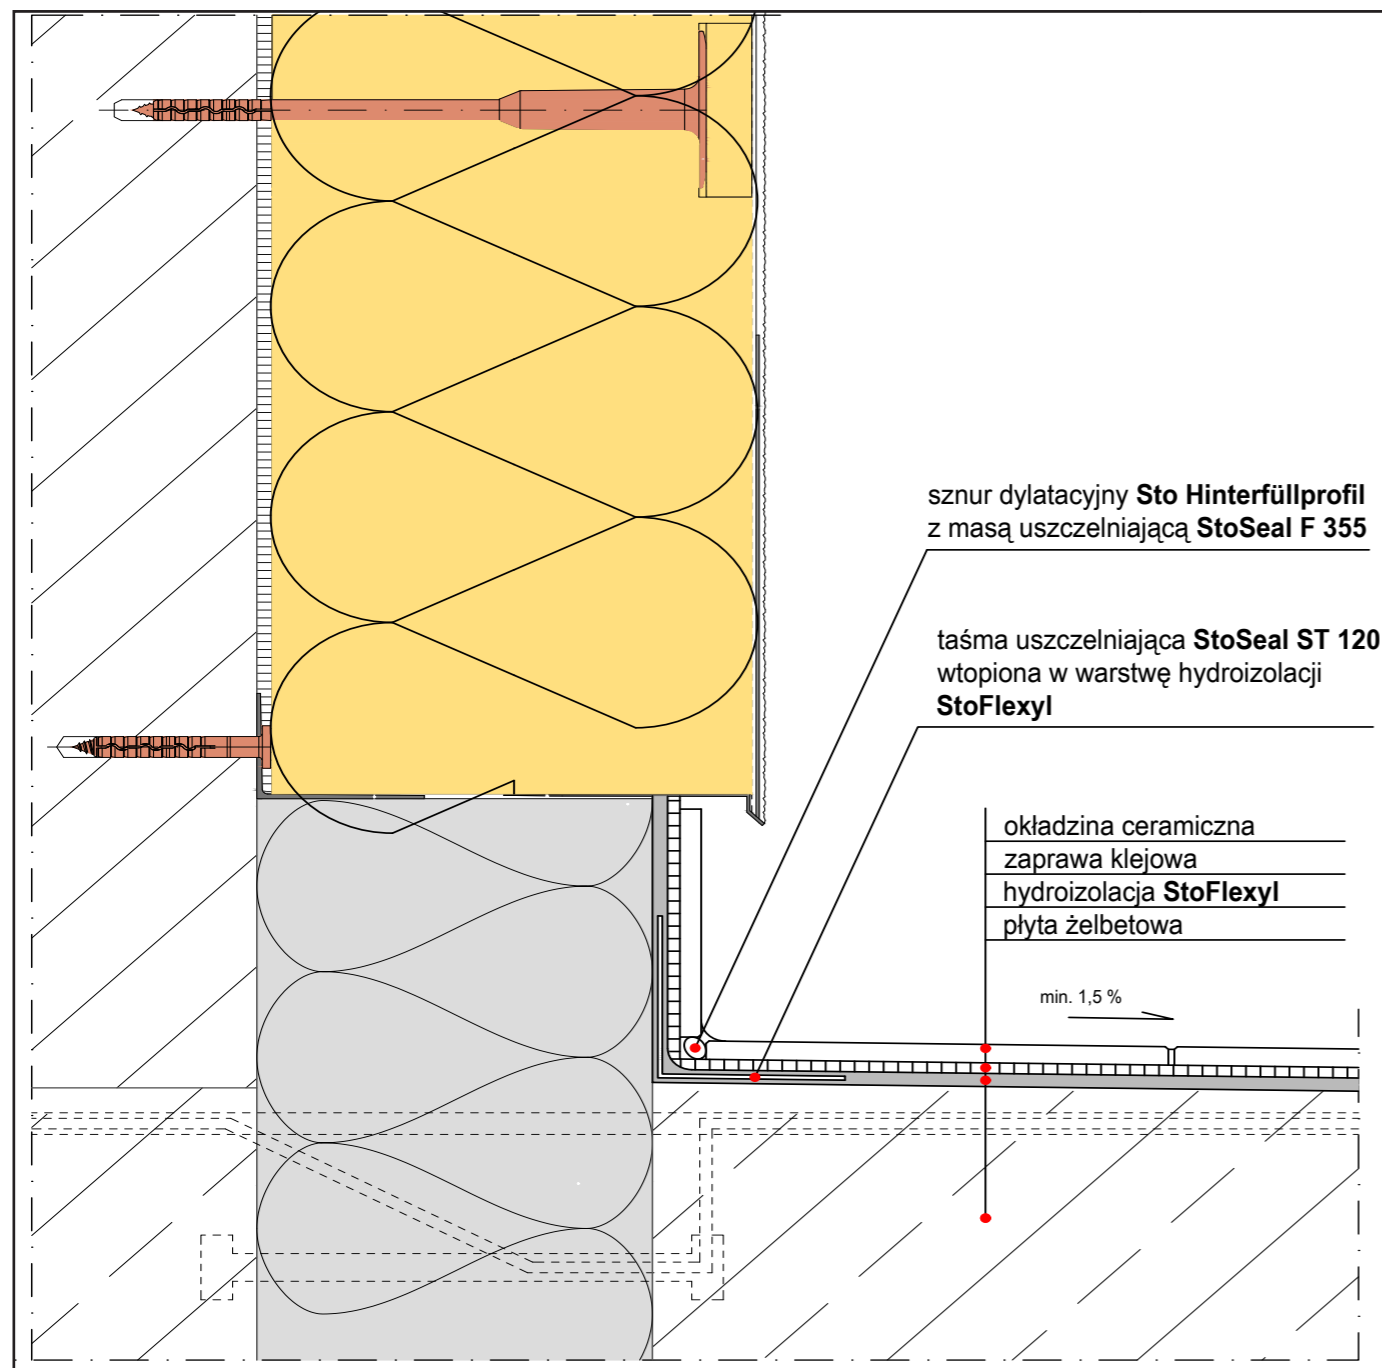 sznur dylatacyjny Sto Hinterfüllprofil
z masą uszczelniającą StoSeal F 355
taśma uszczelniająca StoSeal ST 120
wtopiona w warstwę hydroizolacji
StoFlexyl
okładzina ceramiczna
zaprawa klejowa
hydroizolacja StoFlexyl
płyta żelbetowa
min. 1,5 %